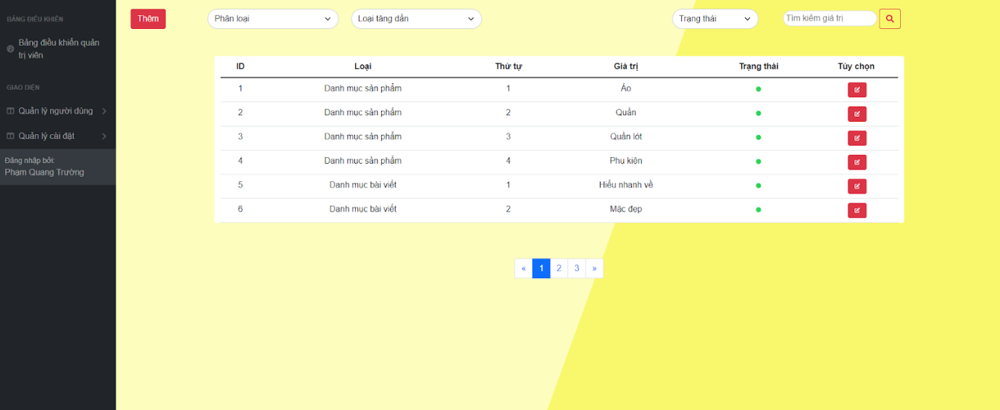 BẢNG ĐIỀU KHIỂN
Bảng điều khiển quản
trị viên
GIAO DIỆN
Quản lý người dùng
Quản lý cài đặt
Đăng nhập bởi:
Phạm Quang Trường
Thêm Phân loại Loại tăng dần Trạng thái Tìm kiếm giá trị
ID Loại Thứ tự Giá trị Trạng thái Tùy chọn
1 Danh mục sản phẩm 1 Áo
2 Danh mục sản phẩm 2 Quần
3 Danh mục sản phẩm 3 Quần lót
4 Danh mục sản phẩm 4 Phụ kiện
5 Danh mục bài viết 1 Hiểu nhanh về
6 Danh mục bài viết 2 Mặc đẹp
« 1 2 3 »